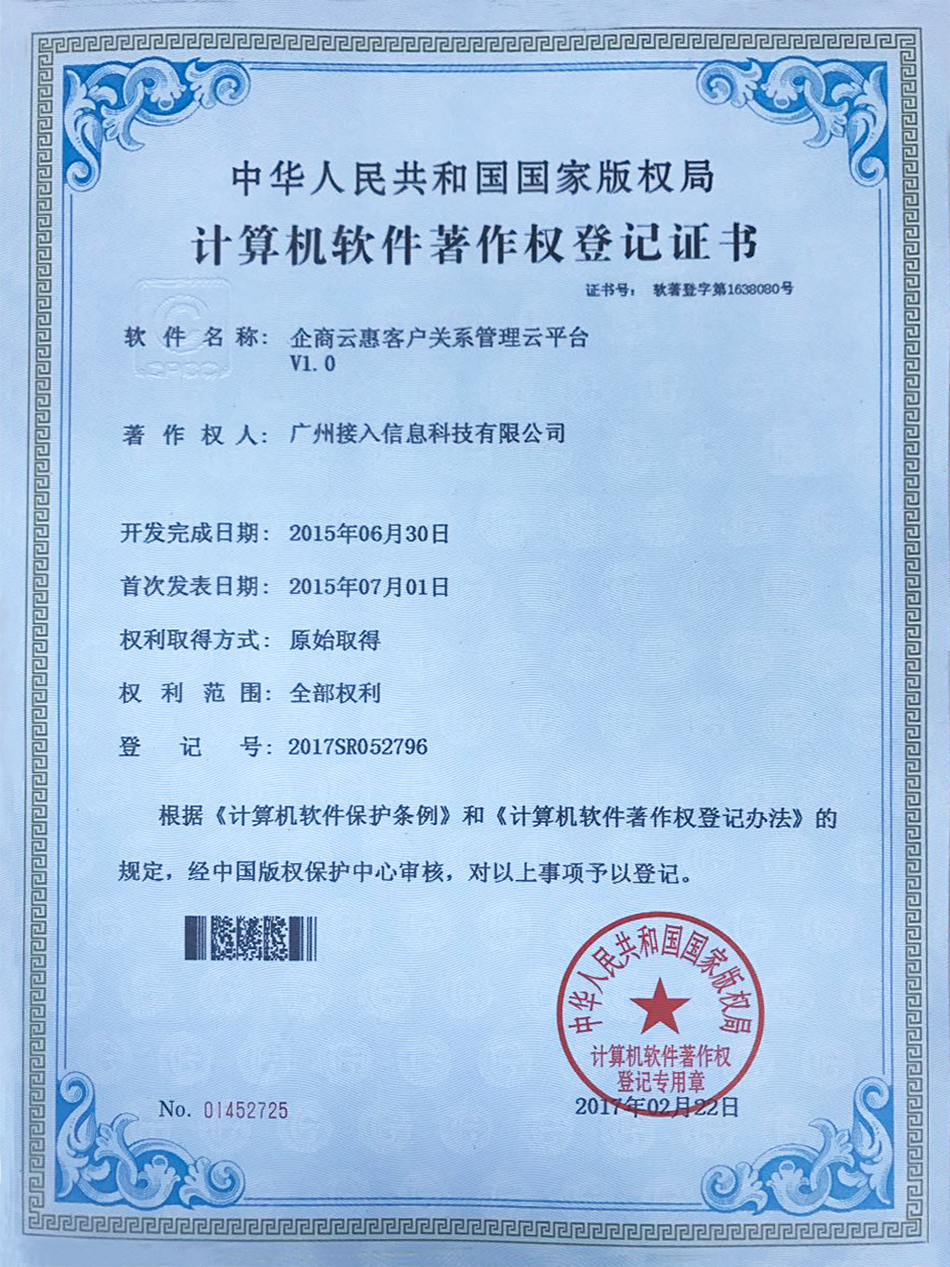 中华人民共和国国家版权局
计算机软件著作权登记证书
证书号： 软著登字第1638080号
软件名称： 企商云惠客户关系管理云平台
V1.0
著作权人： 广州接入信息科技有限公司
开发完成日期： 2015年06月30日
首次发表日期： 2015年07月01日
权利取得方式： 原始取得
权利范围： 全部权利
登记号： 2017SR052796
根据《计算机软件保护条例》和《计算机软件著作权登记办法》的
规定，经中国版权保护中心审核，对以上事项予以登记。
中华人民共和国国家版权局
计算机软件著作权
登记专用章
No. 01452725
2017年02月22日
CPCC